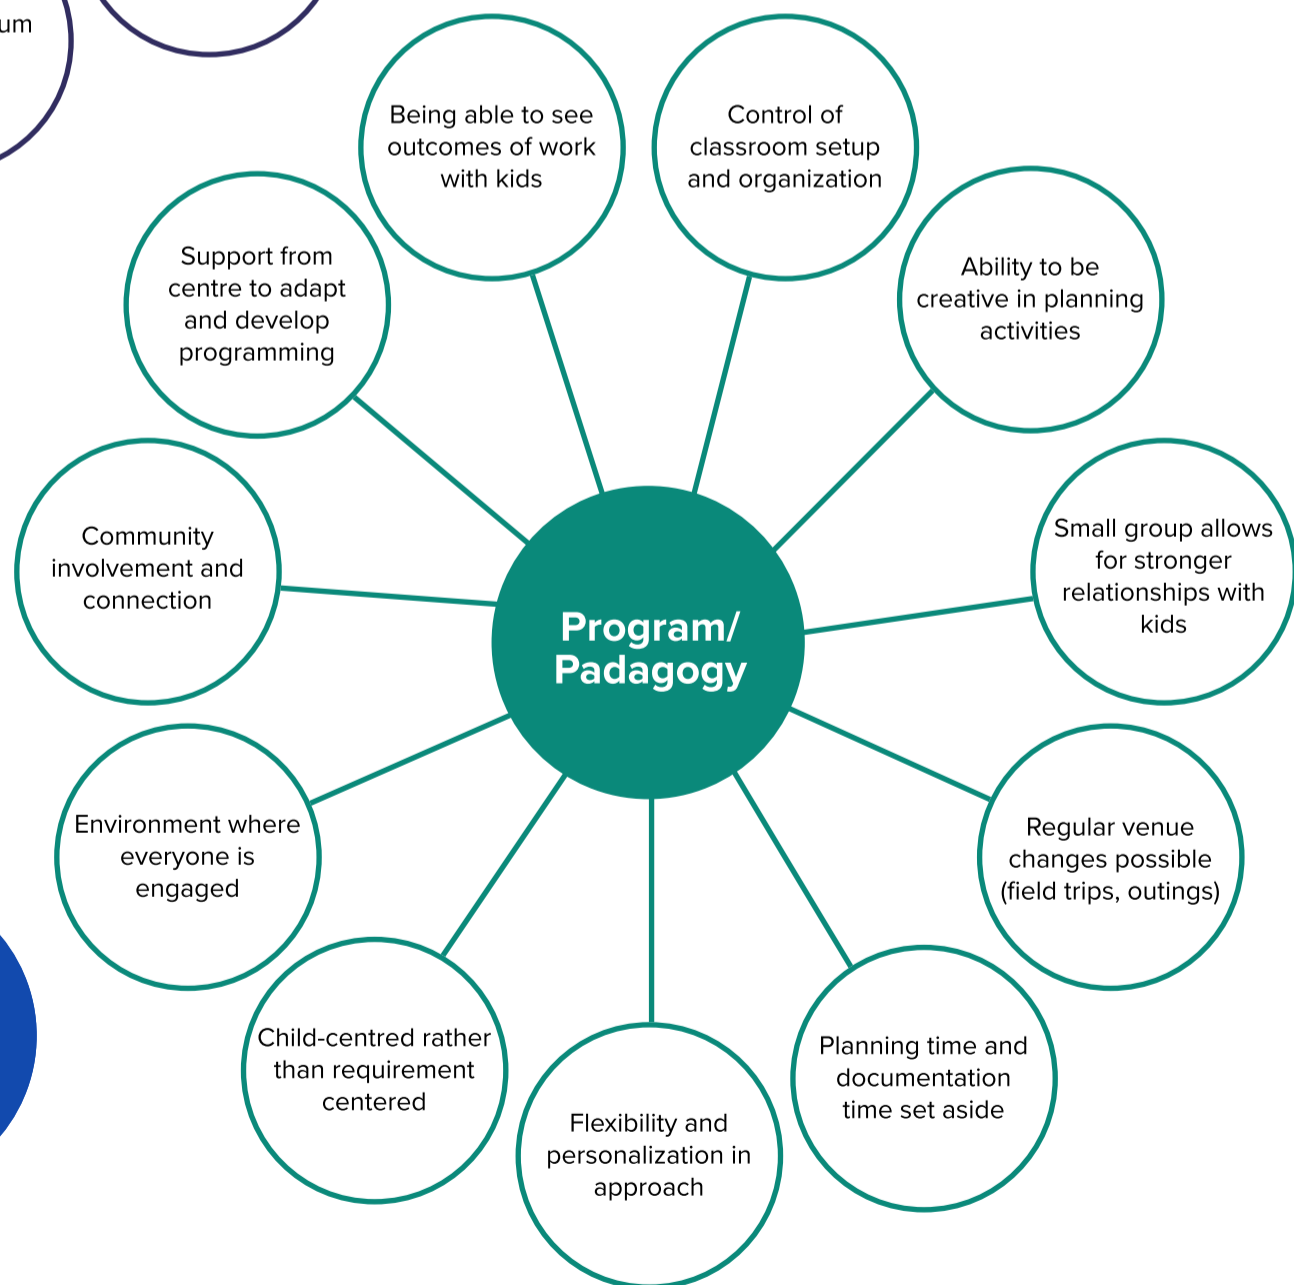 um
Being able to see
outcomes of work
with kids
Control of
classroom setup
and organization
Support from
centre to adapt
and develop
programming
Ability to be
creative in planning
activities
Community
involvement and
connection
Small group allows
for stronger
relationships with
kids
Program/
Padagogy
Environment where
everyone is
engaged
Regular venue
changes possible
(field trips, outings)
Child-centred rather
than requirement
centered
Planning time and
documentation
time set aside
Flexibility and
personalization in
approach